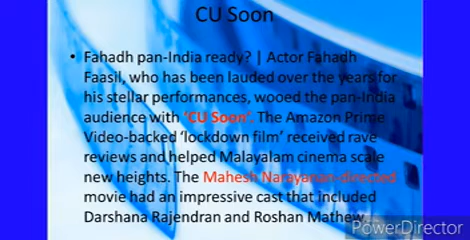 CU Soon
• Fahadh pan-India ready? | Actor Fahadh
Faasil, who has been lauded over the years for
his stellar performances, wooed the pan-India
audience with ‘CU Soon’. The Amazon Prime
Video-backed ‘lockdown film’ received rave
reviews and helped Malayalam cinema scale
new heights. The Mahesh Narayanan-directed
movie had an impressive cast that included
Darshana Rajendran and Roshan Mathew
PowerDirector